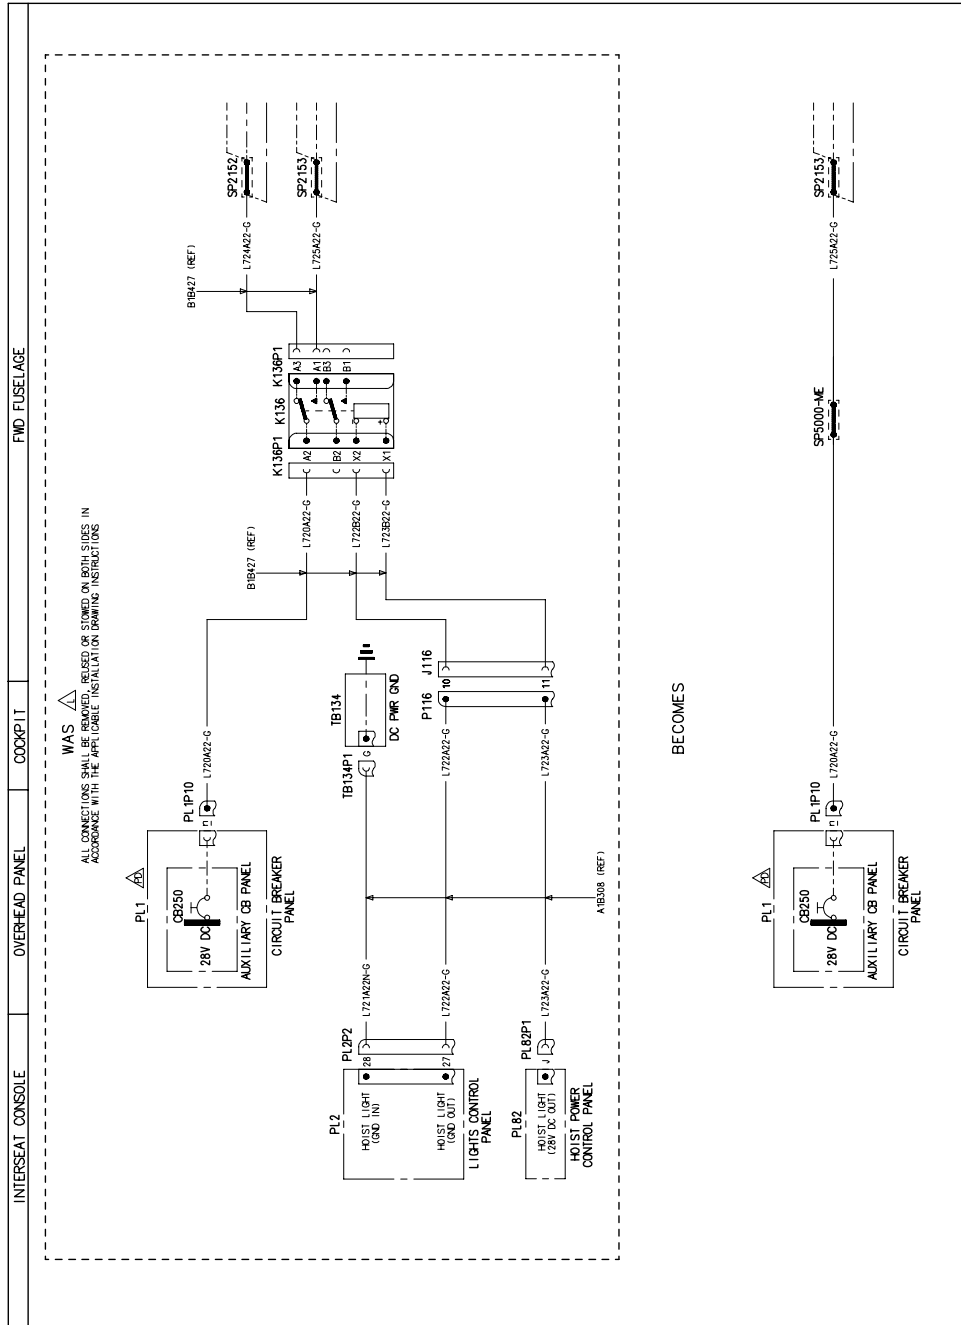 INTERSEAT CONSOLE
OVERHEAD PANEL
COCKPIT
FWD FUSELAGE
WAS L
ALL CONNECTIONS SHALL BE REMOVED, REUSED OR STOWED ON BOTH SIDES IN
ACCORDANCE WITH THE APPLICABLE INSTALLATION DRAWING INSTRUCTIONS
PL1
PD
CB250
28V DC
AUXILIARY CB PANEL
CIRCUIT BREAKER
PANEL
PL1P10
n
L720A22-G
B1B427 (REF)
L720A22-G
L722B22-G
L723B22-G
K136P1
K136
K136P1
A2
B2
X2
X1
A3
A1
B3
B1
B1B427 (REF)
L724A22-G
L725A22-G
SP2152
SP2153
PL2
HOIST LIGHT
(GND IN)
HOIST LIGHT
(GND OUT)
LIGHTS CONTROL
PANEL
PL2P2
28
27
L721A22N-G
L722A22-G
TB134P1
G
TB134
DC PWR GND
PL82
HOIST LIGHT
(28V DC OUT)
HOIST POWER
CONTROL PANEL
PL82P1
J
L723A22-G
A1B308 (REF)
L722A22-G
L723A22-G
P116
J116
10
11
BECOMES
PL1
PD
CB250
28V DC
AUXILIARY CB PANEL
CIRCUIT BREAKER
PANEL
PL1P10
n
L720A22-G
SP5000-ME
L725A22-G
SP2153